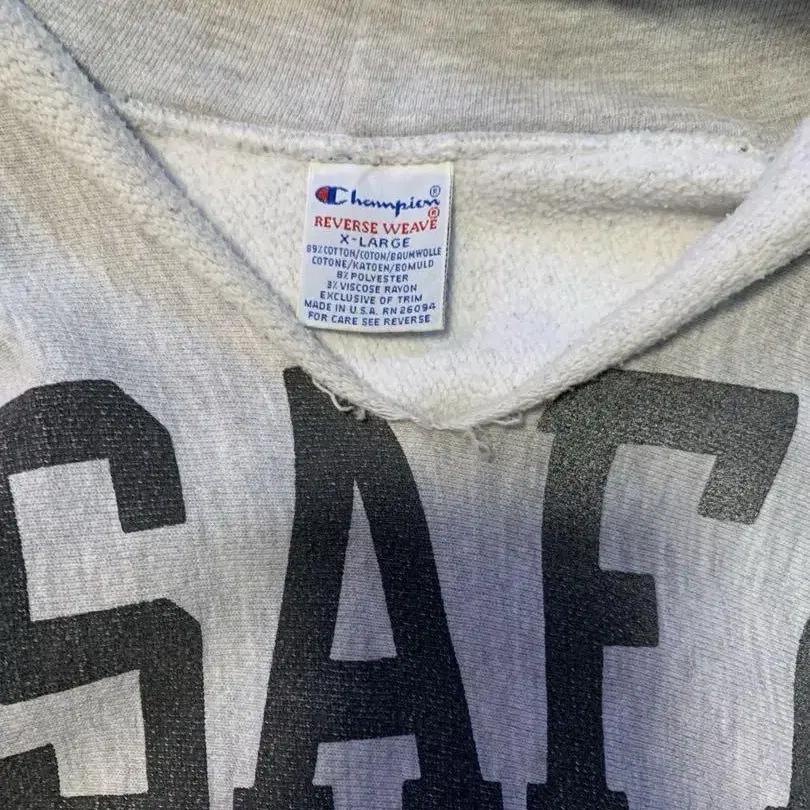 Champion®
REVERSE WEAVE®
X-LARGE
89% COTTON/COTON/BAUMWOLLE
COTONE/KATOEN/BOMULD
8% POLYESTER
3% VISCOSE RAYON
EXCLUSIVE OF TRIM
MADE IN U.S.A. RN 26094
FOR CARE SEE REVERSE
SAF